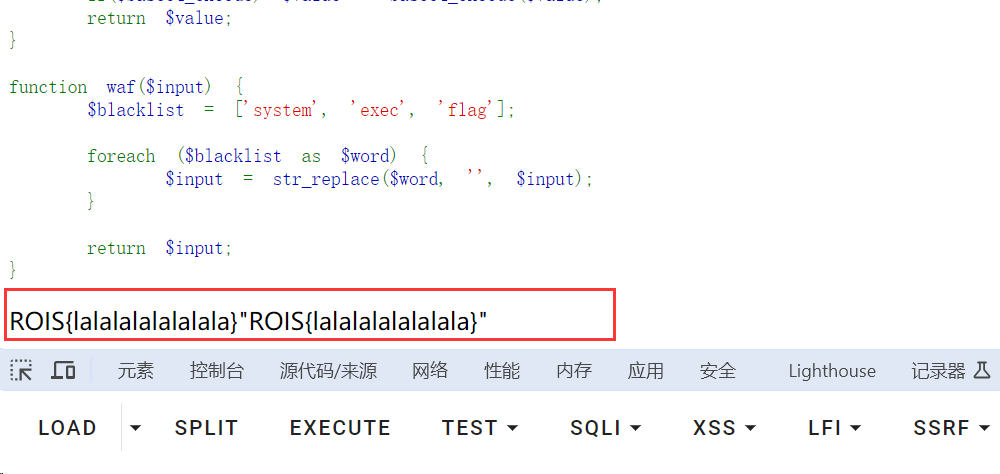 return $value;
}
function waf($input) {
$blacklist = ['system', 'exec', 'flag'];
foreach ($blacklist as $word) {
$input = str_replace($word, '', $input);
}
return $input;
}
ROIS{lalalalalalalala}"ROIS{lalalalalalalala}"
元素 控制台 源代码/来源 网络 性能 内存 应用 安全 Lighthouse 记录器
LOAD SPLIT EXECUTE TEST SQLI XSS LFI SSRF